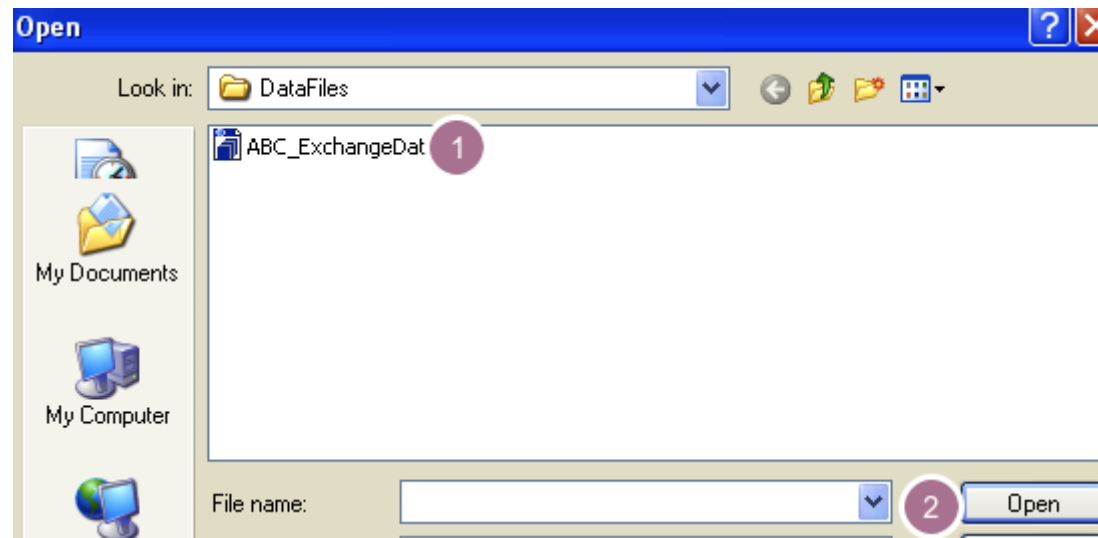 Open ?
Look in: DataFiles
ABC_ExchangeDat 1
My Documents
My Computer
File name: 2 Open